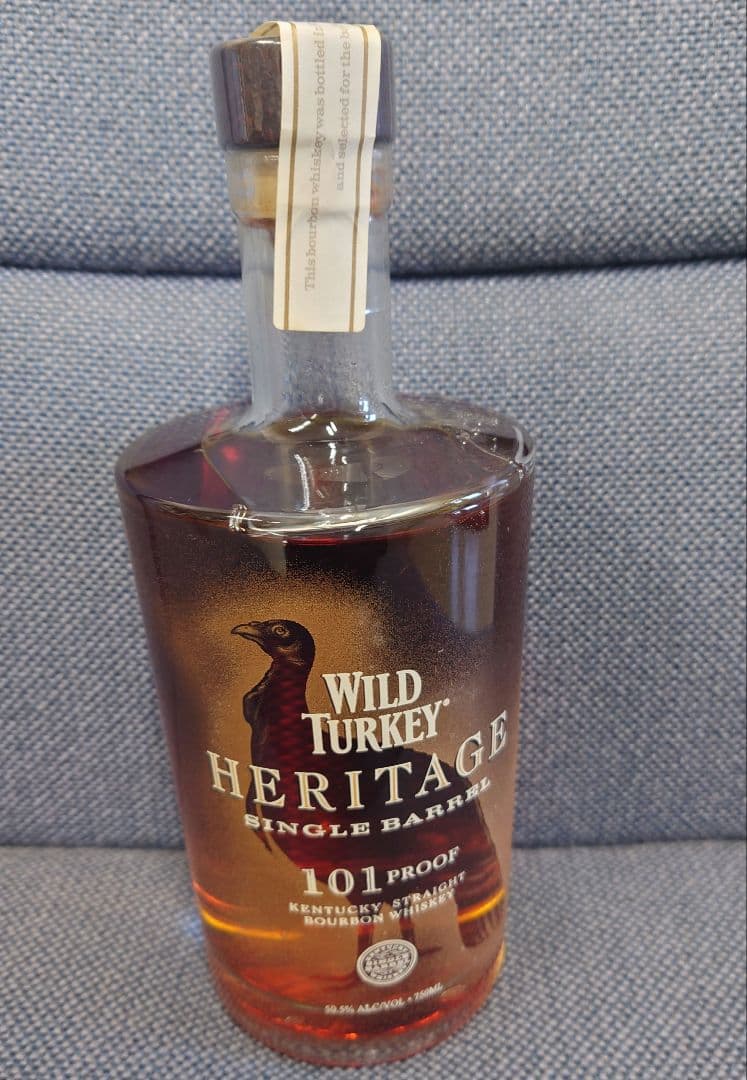 This bourbon whiskey was bottled in
and selected for the
WILD
TURKEY®
HERITAGE
SINGLE BARREL
101 PROOF
KENTUCKY STRAIGHT
BOURBON WHISKEY
50.5% ALC/VOL • 750ML